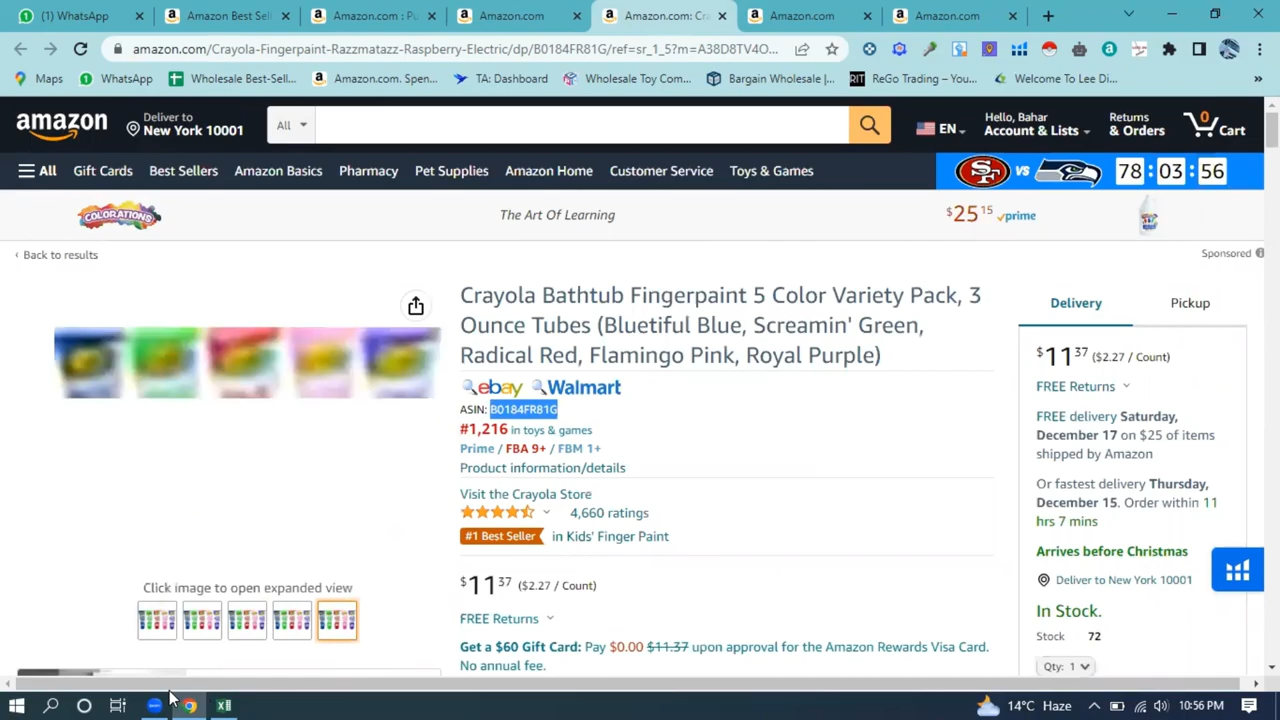 (1) WhatsApp
Amazon Best Sel
Amazon.com : Pu
Amazon.com
Amazon.com: Cra
Amazon.com
Amazon.com
amazon.com/Crayola-Fingerpaint-Razzmatazz-Raspberry-Electric/dp/B0184FR81G/ref=sr_1_5?m=A38D8TV4O...
Maps
WhatsApp
Wholesale Best-Sell...
Amazon.com. Spen...
TA: Dashboard
Wholesale Toy Com...
Bargain Wholesale |...
RIT ReGo Trading – You...
Welcome To Lee Di...
»
amazon
Deliver to
New York 10001
All
EN
Hello, Bahar
Account & Lists
Returns
& Orders
0
Cart
All
Gift Cards
Best Sellers
Amazon Basics
Pharmacy
Pet Supplies
Amazon Home
Customer Service
Toys & Games
SF VS 78 : 03 : 56
COLORATIONS
The Art Of Learning
$25 15 prime
‹ Back to results
Sponsored
Crayola Bathtub Fingerpaint 5 Color Variety Pack, 3
Ounce Tubes (Bluetiful Blue, Screamin' Green,
Radical Red, Flamingo Pink, Royal Purple)
ebay Walmart
ASIN: B0184FR81G
#1,216 in toys & games
Prime / FBA 9+ / FBM 1+
Product information/details
Visit the Crayola Store
4,660 ratings
#1 Best Seller in Kids' Finger Paint
$11 37 ($2.27 / Count)
FREE Returns
Get a $60 Gift Card: Pay $0.00 $11.37 upon approval for the Amazon Rewards Visa Card.
No annual fee.
Click image to open expanded view
Delivery
Pickup
$11 37 ($2.27 / Count)
FREE Returns
FREE delivery Saturday,
December 17 on $25 of items
shipped by Amazon
Or fastest delivery Thursday,
December 15. Order within 11
hrs 7 mins
Arrives before Christmas
Deliver to New York 10001
In Stock.
Stock 72
Qty: 1
14°C Haze
10:56 PM